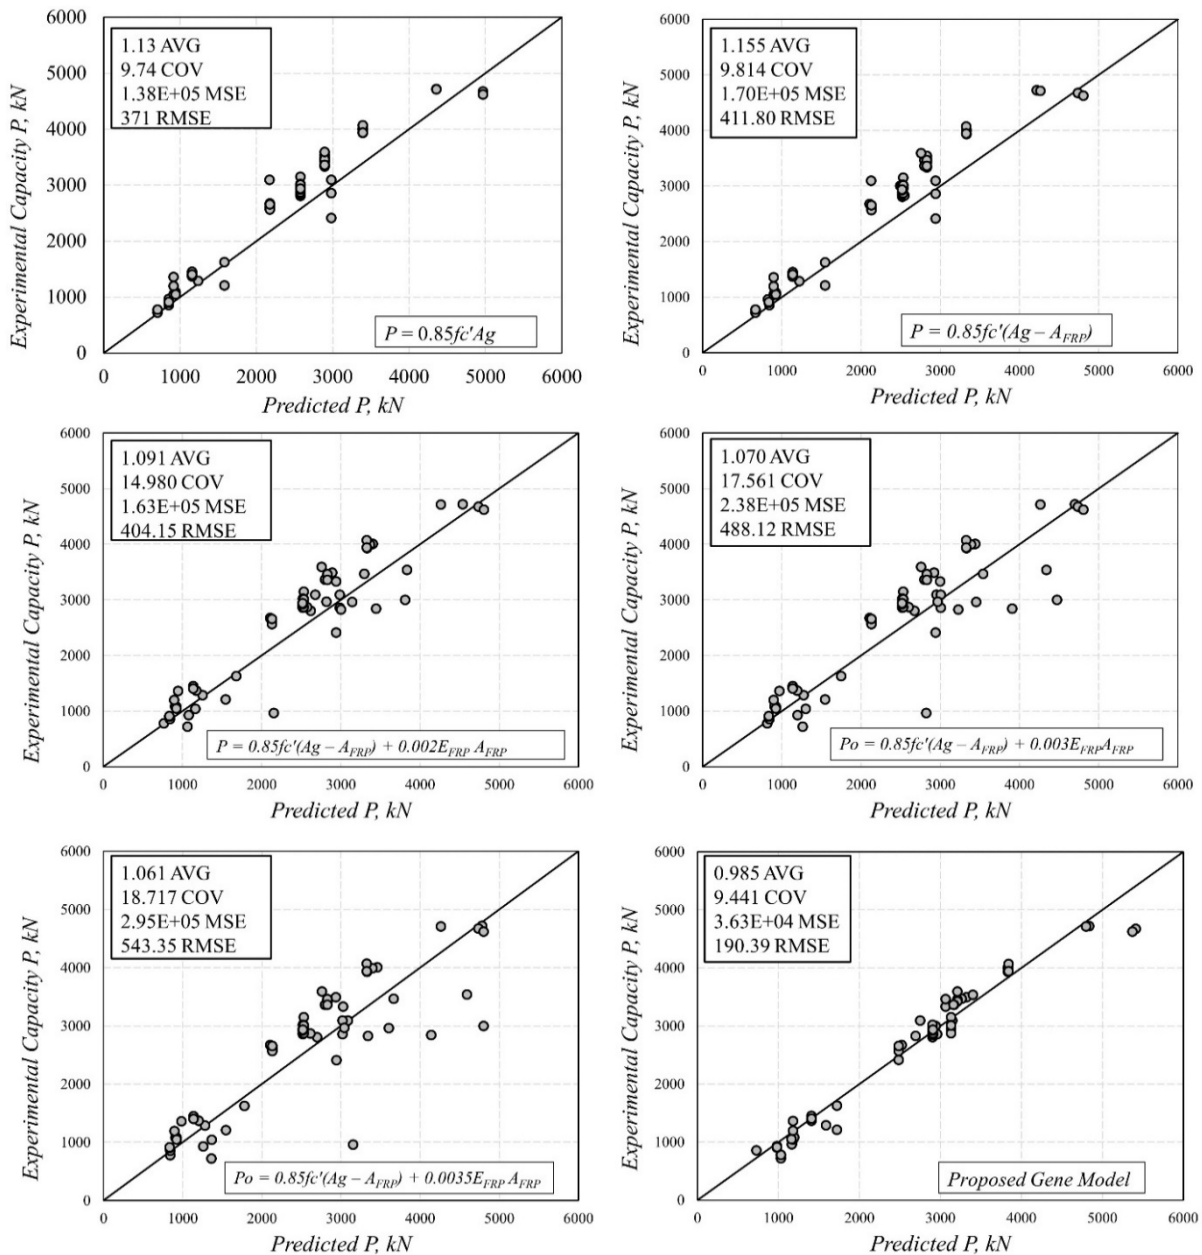 6000
5000
4000
3000
2000
1000
0
Experimental Capacity P, kN
1.13 AVG
9.74 COV
1.38E+05 MSE
371 RMSE
P = 0.85fc'Ag
0 1000 2000 3000 4000 5000 6000
Predicted P, kN
6000
5000
4000
3000
2000
1000
0
Experimental Capacity P, kN
1.155 AVG
9.814 COV
1.70E+05 MSE
411.80 RMSE
P = 0.85fc'(Ag – AFRP)
0 1000 2000 3000 4000 5000 6000
Predicted P, kN
6000
5000
4000
3000
2000
1000
0
Experimental Capacity P, kN
1.091 AVG
14.980 COV
1.63E+05 MSE
404.15 RMSE
P = 0.85fc'(Ag – AFRP) + 0.002EFRP AFRP
0 1000 2000 3000 4000 5000 6000
Predicted P, kN
6000
5000
4000
3000
2000
1000
0
Experimental Capacity P, kN
1.070 AVG
17.561 COV
2.38E+05 MSE
488.12 RMSE
Po = 0.85fc'(Ag – AFRP) + 0.003EFRPAFRP
0 1000 2000 3000 4000 5000 6000
Predicted P, kN
6000
5000
4000
3000
2000
1000
0
Experimental Capacity P, kN
1.061 AVG
18.717 COV
2.95E+05 MSE
543.35 RMSE
Po = 0.85fc'(Ag – AFRP) + 0.0035EFRP AFRP
0 1000 2000 3000 4000 5000 6000
Predicted P, kN
6000
5000
4000
3000
2000
1000
0
Experimental Capacity P, kN
0.985 AVG
9.441 COV
3.63E+04 MSE
190.39 RMSE
Proposed Gene Model
0 1000 2000 3000 4000 5000 6000
Predicted P, kN